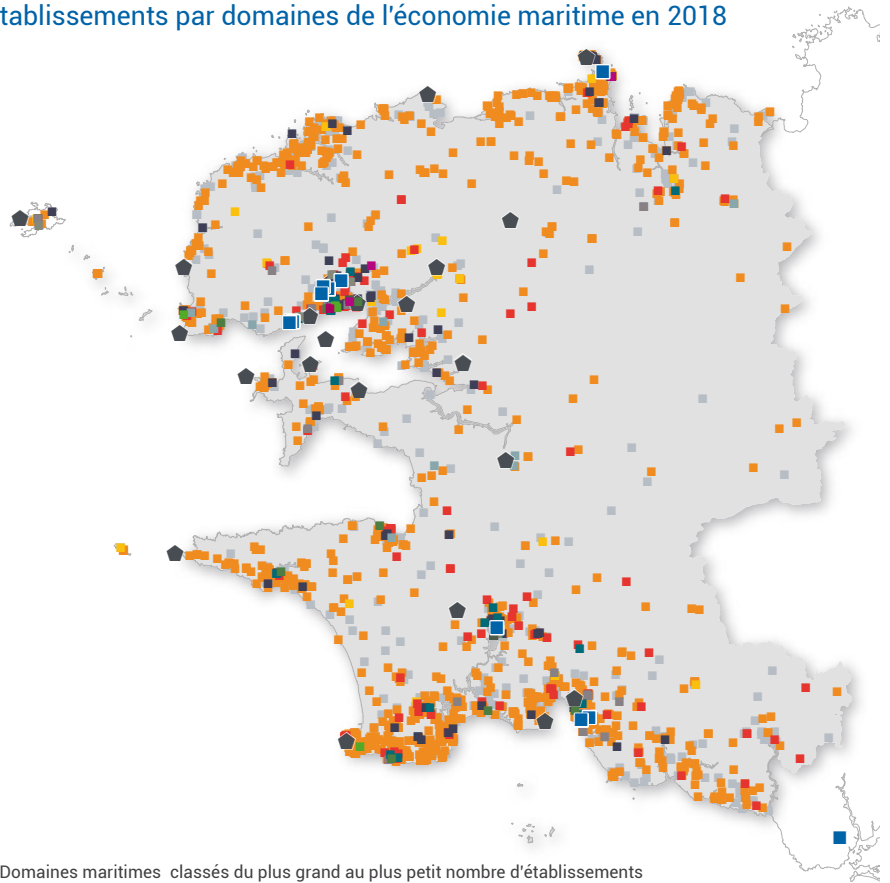 tablissements par domaines de l'économie maritime en 2018
Domaines maritimes classés du plus grand au plus petit nombre d'établissements